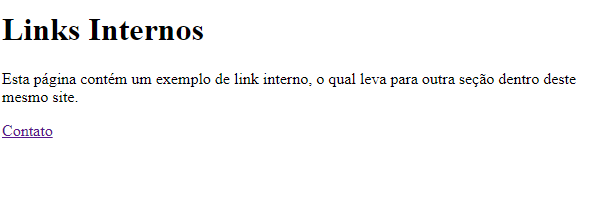 Links Internos
Esta página contém um exemplo de link interno, o qual leva para outra seção dentro deste
mesmo site.
Contato